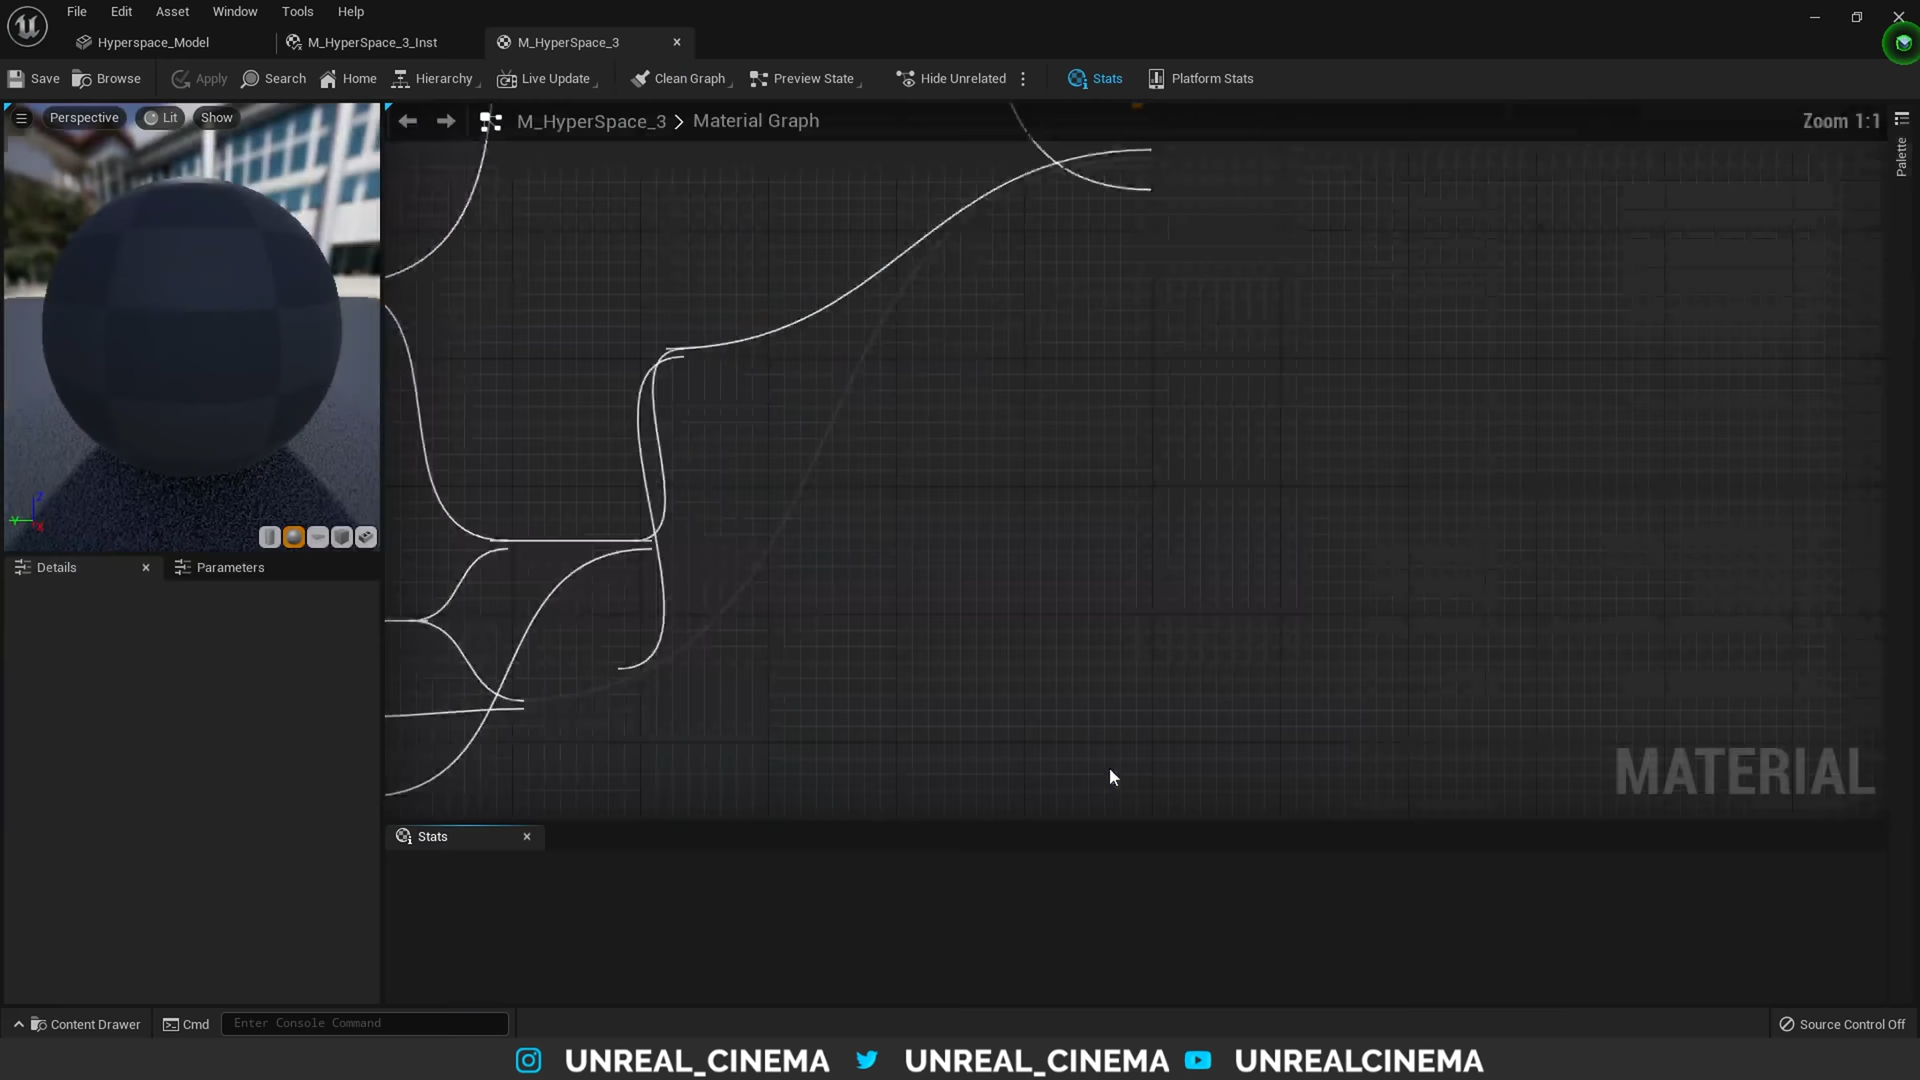 File Edit Asset Window Tools Help
Hyperspace_Model M_HyperSpace_3_Inst M_HyperSpace_3
Save Browse Apply Search Home Hierarchy Live Update Clean Graph Preview State Hide Unrelated Stats Platform Stats
Perspective Lit Show
M_HyperSpace_3 > Material Graph Zoom 1:1
Palette
Details Parameters
MATERIAL
Stats
Content Drawer Cmd Enter Console Command Source Control Off
UNREAL_CINEMA UNREAL_CINEMA UNREALCINEMA